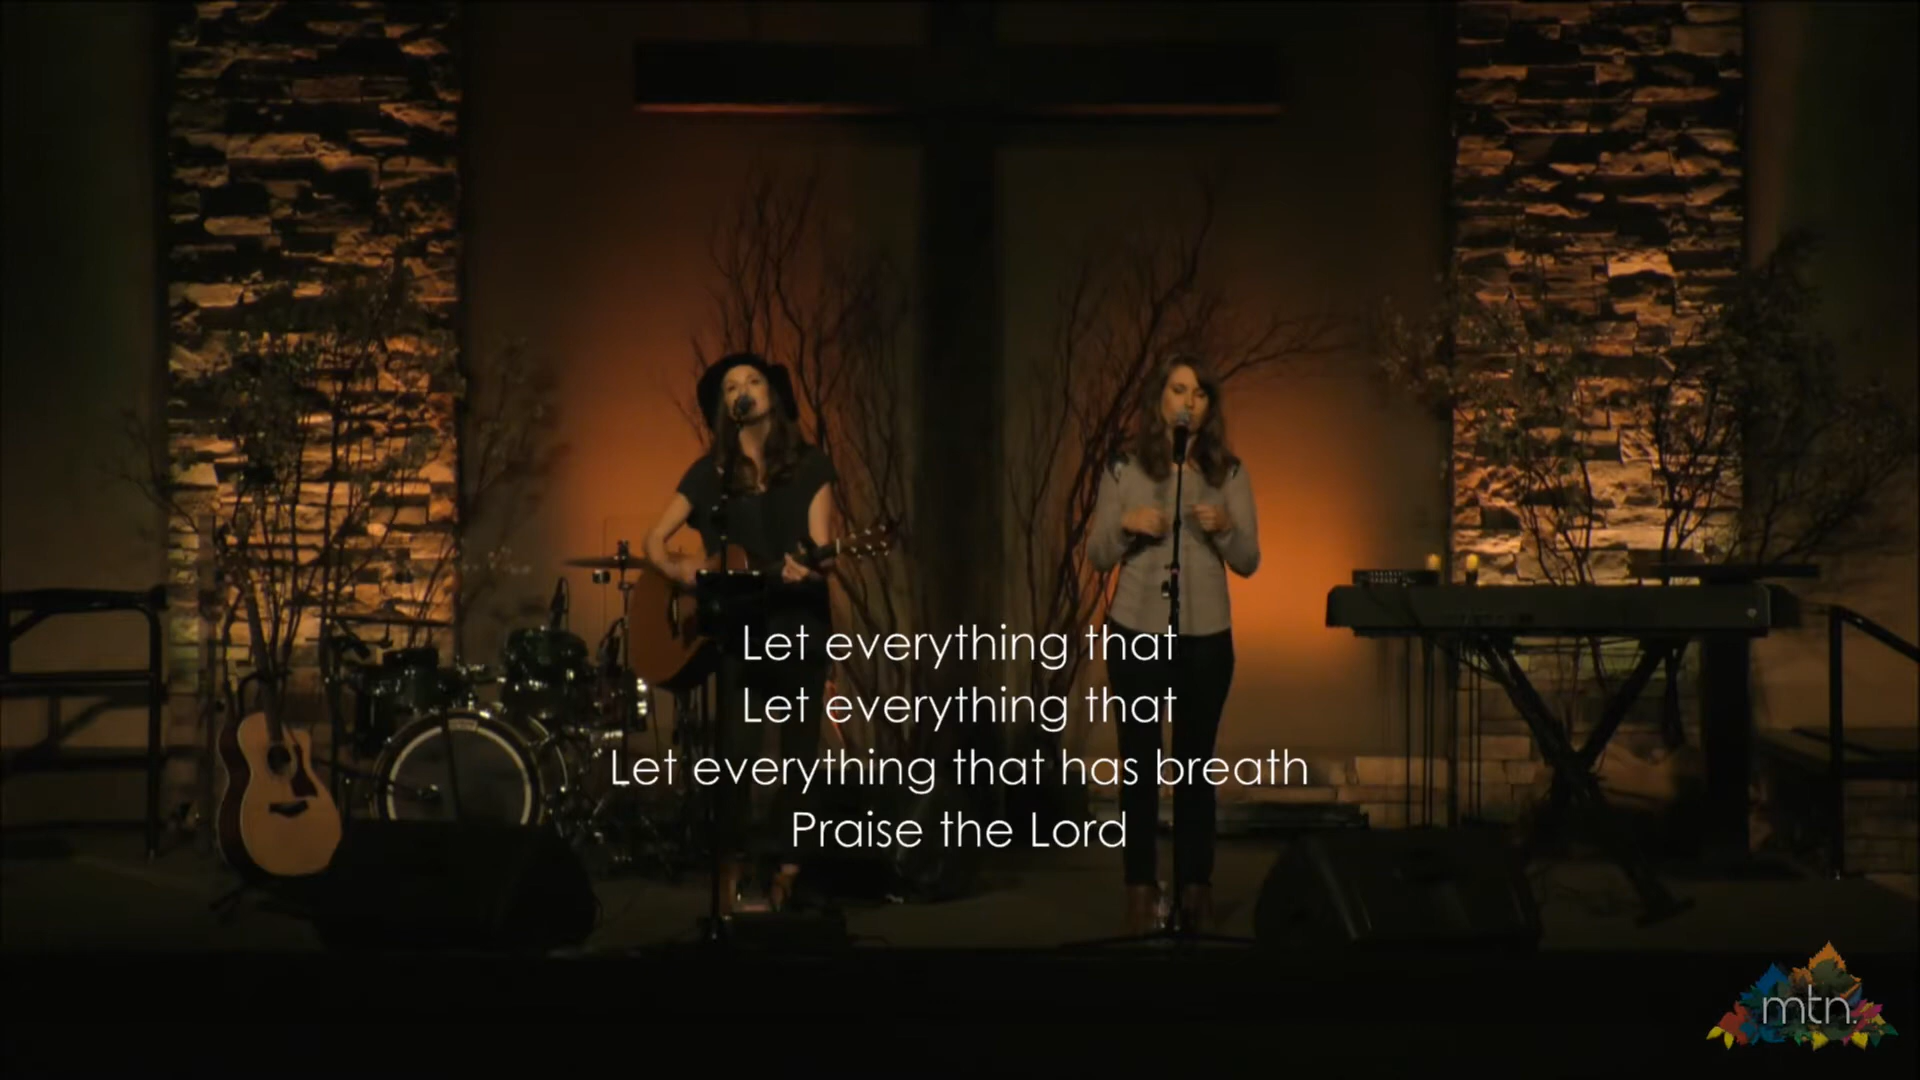 Let everything that
Let everything that
Let everything that has breath
Praise the Lord
mtn.